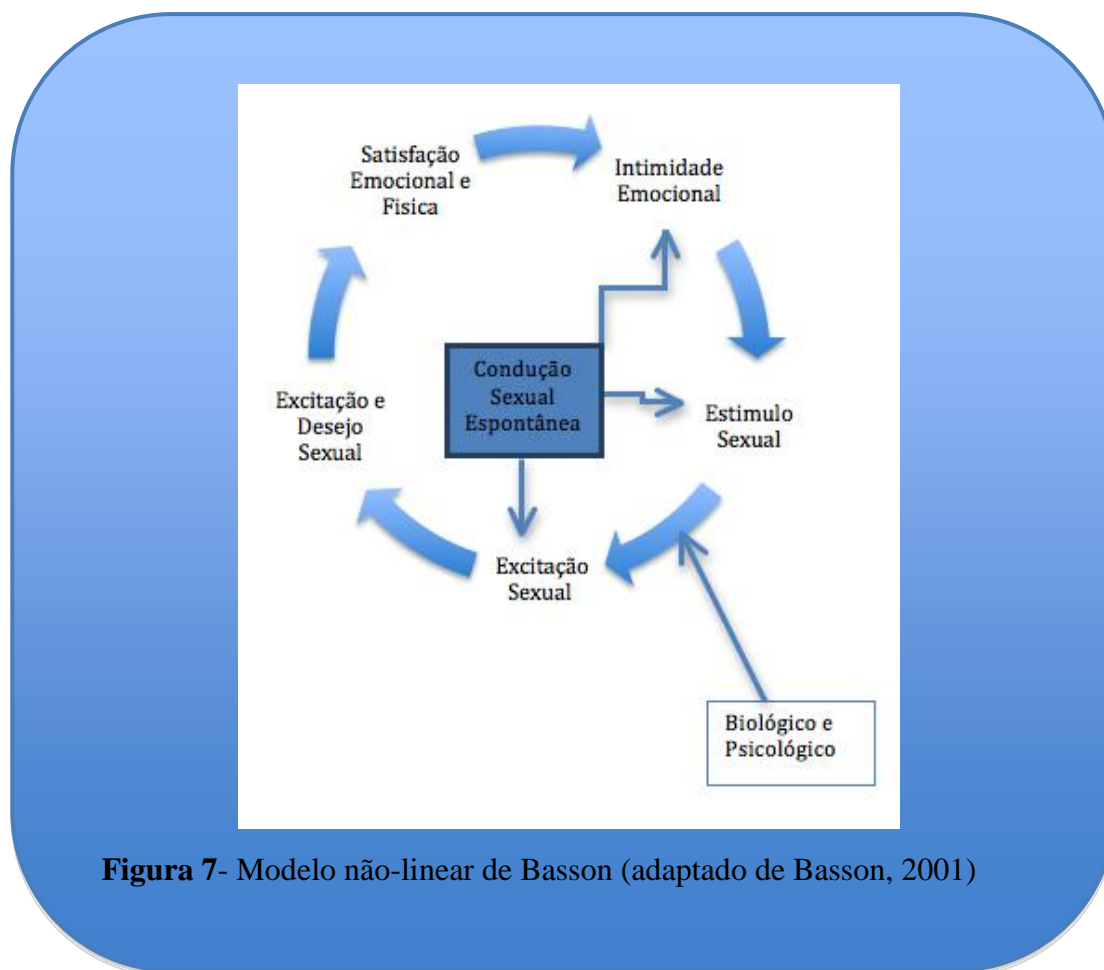 Satisfação
Emocional e
Fisica
Intimidade
Emocional
Condução
Sexual
Espontânea
Excitação e
Desejo
Sexual
Estimulo
Sexual
Excitação
Sexual
Biológico e
Psicológico
Figura 7- Modelo não-linear de Basson (adaptado de Basson, 2001)